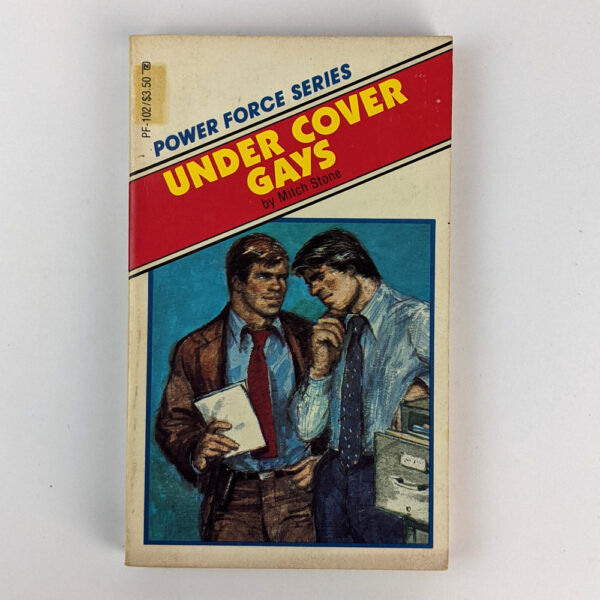 PF-102/$3.50
POWER FORCE SERIES
UNDER COVER
GAYS
by Mitch Stone